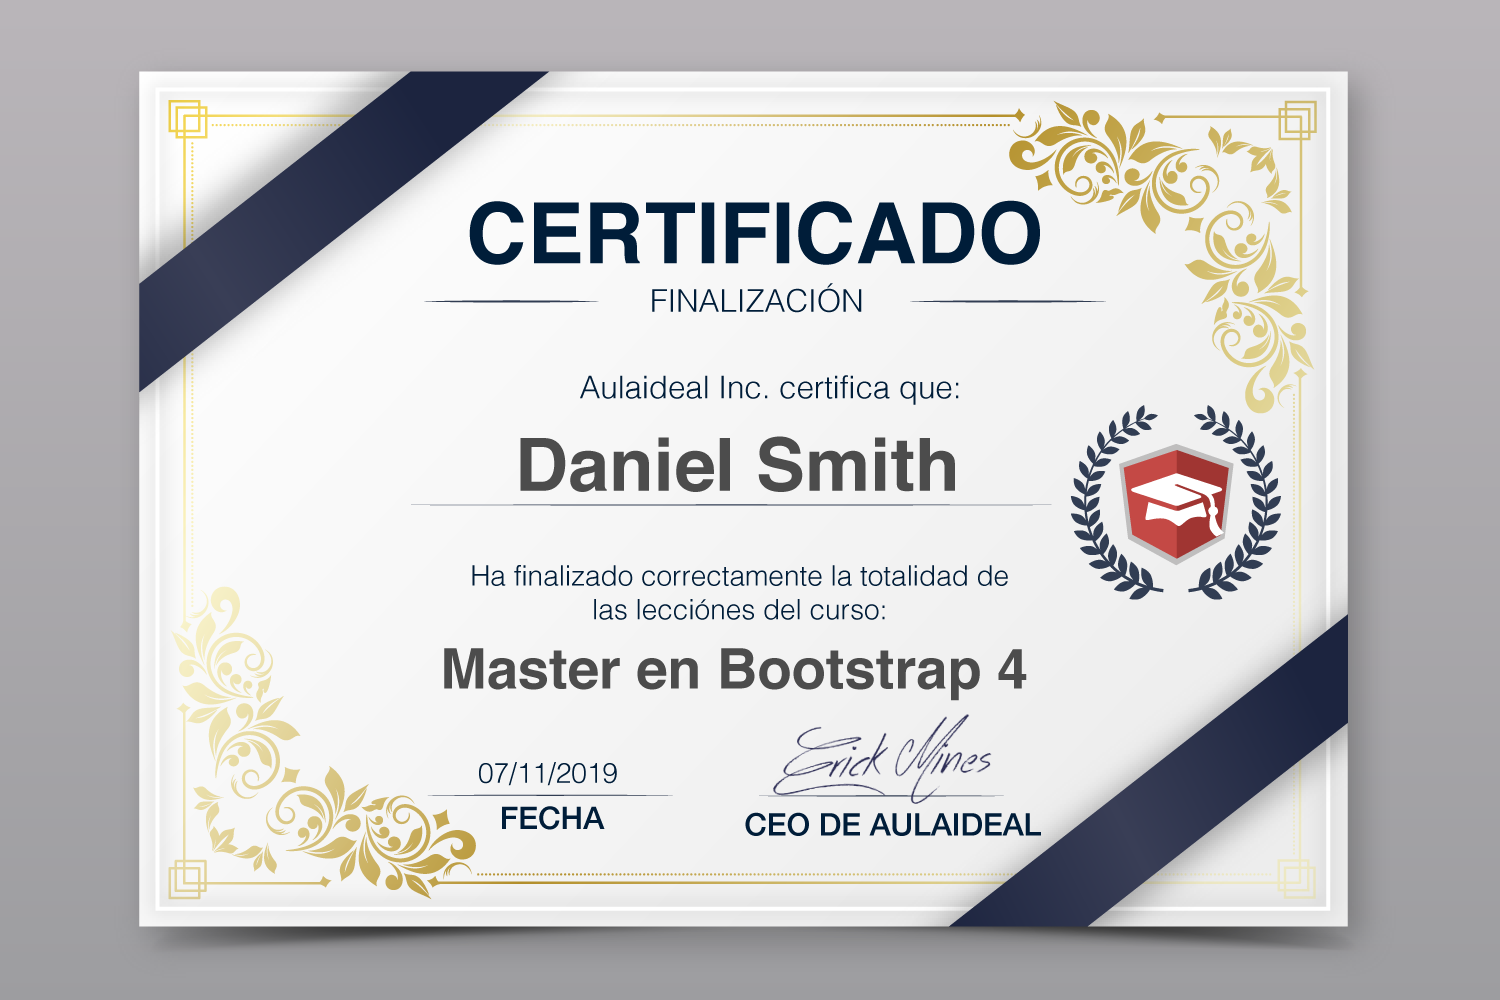 CERTIFICADO
FINALIZACIÓN
Aulaideal Inc. certifica que:
Daniel Smith
Ha finalizado correctamente la totalidad de
las lecciónes del curso:
Master en Bootstrap 4
07/11/2019
FECHA
Erick Mines
CEO DE AULAIDEAL